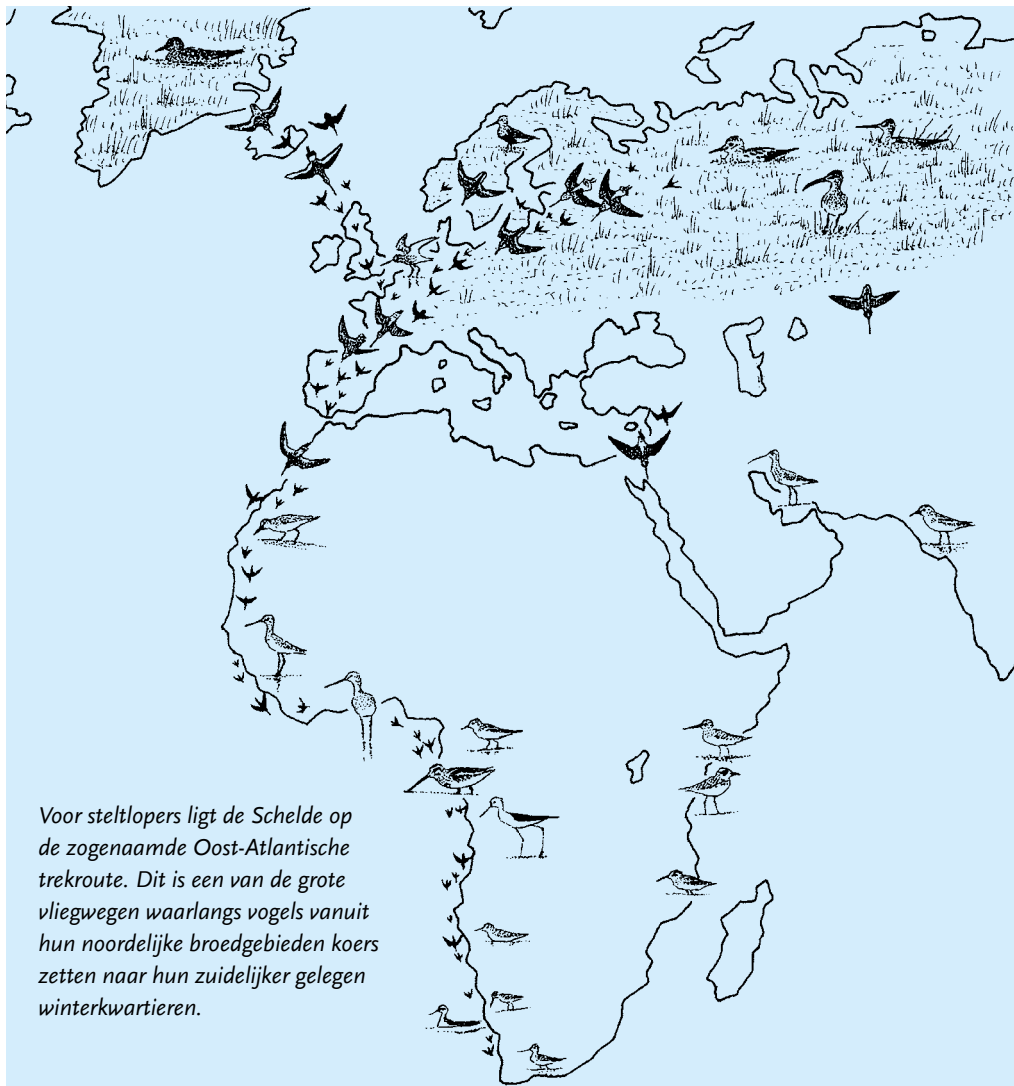 Voor steltlopers ligt de Schelde op
de zogenaamde Oost-Atlantische
trekroute. Dit is een van de grote
vliegwegen waarlangs vogels vanuit
hun noordelijke broedgebieden koers
zetten naar hun zuidelijker gelegen
winterkwartieren.